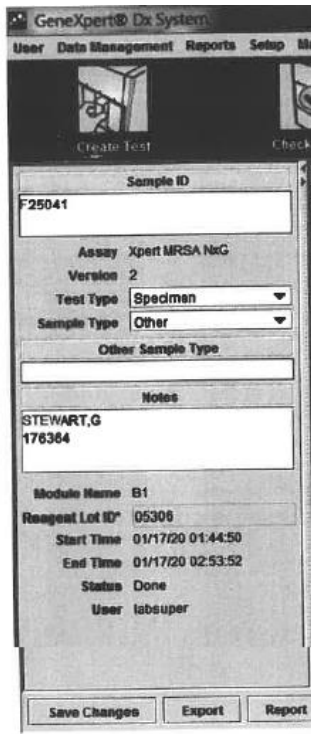 GeneXpert® Dx System
User Data Management Reports Setup
Create Test Check
Sample ID
F25041
Assay Xpert MRSA NxG
Version 2
Test Type Specimen
Sample Type Other
Other Sample Type
Notes
STEWART,G
176364
Module Name B1
Reagent Lot ID* 05306
Start Time 01/17/20 01:44:50
End Time 01/17/20 02:53:52
Status Done
User labsuper
Save Changes Export Report